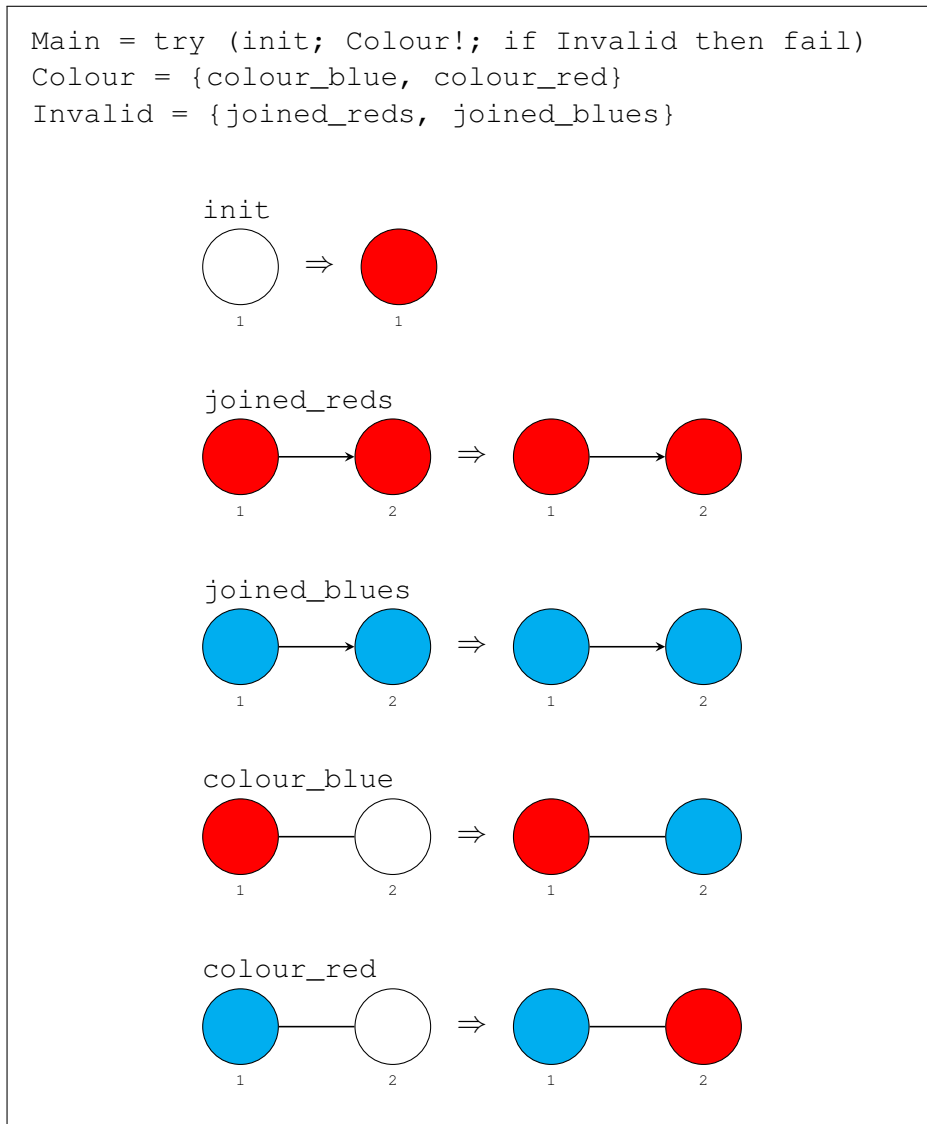 Main = try (init; Colour!; if Invalid then fail)
Colour = {colour_blue, colour_red}
Invalid = {joined_reds, joined_blues}
init
⇒
1 1
joined_reds
⇒
1 2 1 2
joined_blues
⇒
1 2 1 2
colour_blue
⇒
1 2 1 2
colour_red
⇒
1 2 1 2